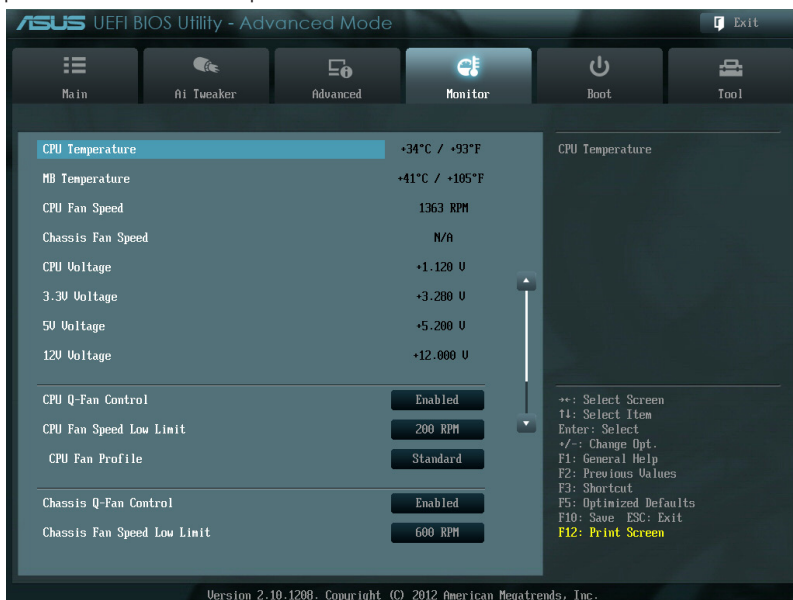 ASUS UEFI BIOS Utility - Advanced Mode
Exit
Main Ai Tweaker Advanced Monitor Boot Tool
CPU Temperature +34°C / +93°F
MB Temperature +41°C / +105°F
CPU Fan Speed 1363 RPM
Chassis Fan Speed N/A
CPU Voltage +1.120 V
3.3V Voltage +3.280 V
5V Voltage +5.200 V
12V Voltage +12.000 V
CPU Q-Fan Control Enabled
CPU Fan Speed Low Limit 200 RPM
CPU Fan Profile Standard
Chassis Q-Fan Control Enabled
Chassis Fan Speed Low Limit 600 RPM
CPU Temperature
→←: Select Screen
↑↓: Select Item
Enter: Select
+/-: Change Opt.
F1: General Help
F2: Previous Values
F3: Shortcut
F5: Optimized Defaults
F10: Save ESC: Exit
F12: Print Screen
Version 2.10.1208. Copyright (C) 2012 American Megatrends, Inc.